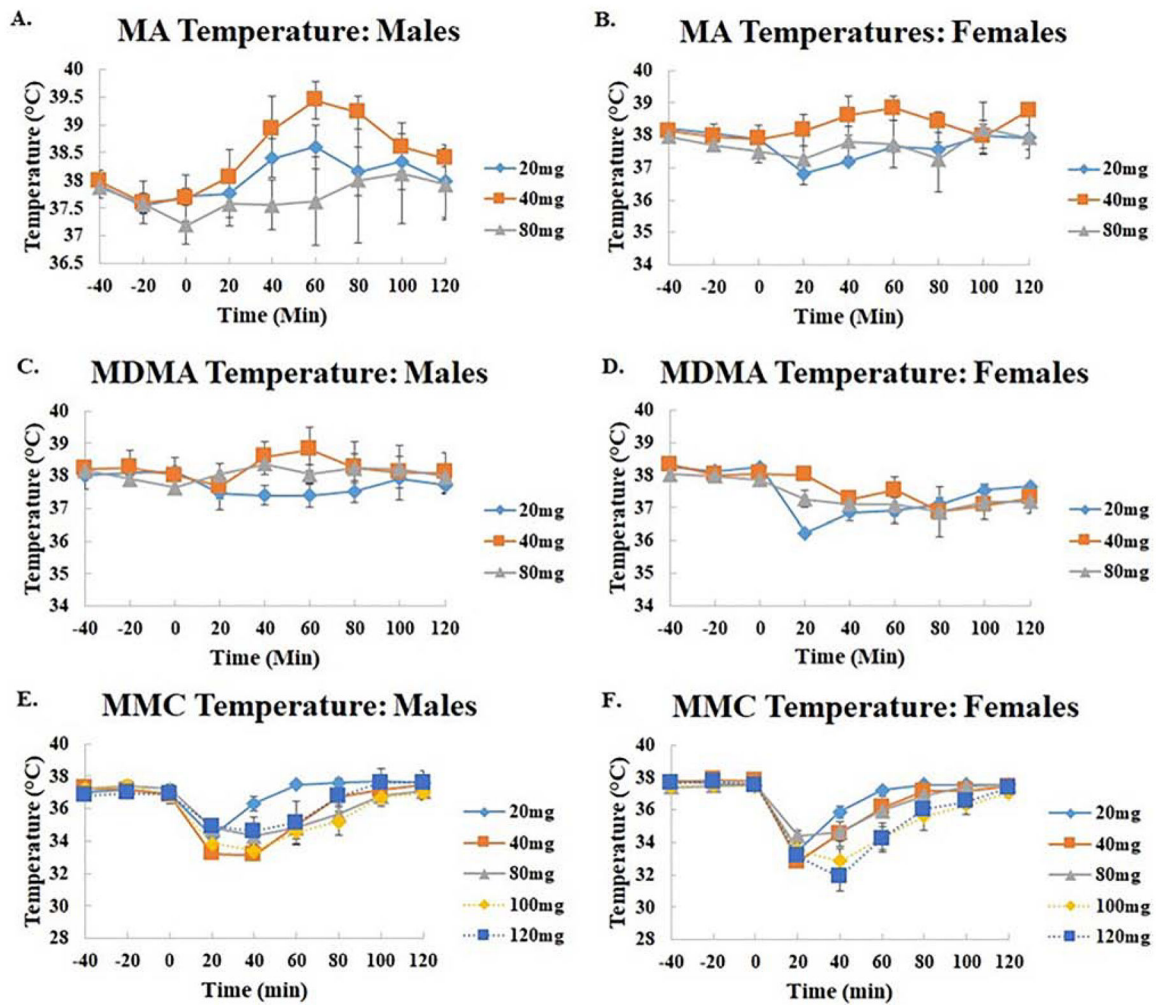 A.
MA Temperature: Males
Temperature (°C)
40
39.5
39
38.5
38
37.5
37
36.5
-40 -20 0 20 40 60 80 100 120
Time (Min)
20mg
40mg
80mg
B.
MA Temperatures: Females
Temperature (°C)
40
39
38
37
36
35
34
-40 -20 0 20 40 60 80 100 120
Time (Min)
20mg
40mg
80mg
C.
MDMA Temperature: Males
Temperature (°C)
40
39
38
37
36
35
34
-40 -20 0 20 40 60 80 100 120
Time (Min)
20mg
40mg
80mg
D.
MDMA Temperature: Females
Temperature (°C)
40
39
38
37
36
35
34
-40 -20 0 20 40 60 80 100 120
Time (Min)
20mg
40mg
80mg
E.
MMC Temperature: Males
Temperature (°C)
40
38
36
34
32
30
28
-40 -20 0 20 40 60 80 100 120
Time (min)
20mg
40mg
80mg
100mg
120mg
F.
MMC Temperature: Females
Temperature (°C)
40
38
36
34
32
30
28
-40 -20 0 20 40 60 80 100 120
Time (min)
20mg
40mg
80mg
100mg
120mg